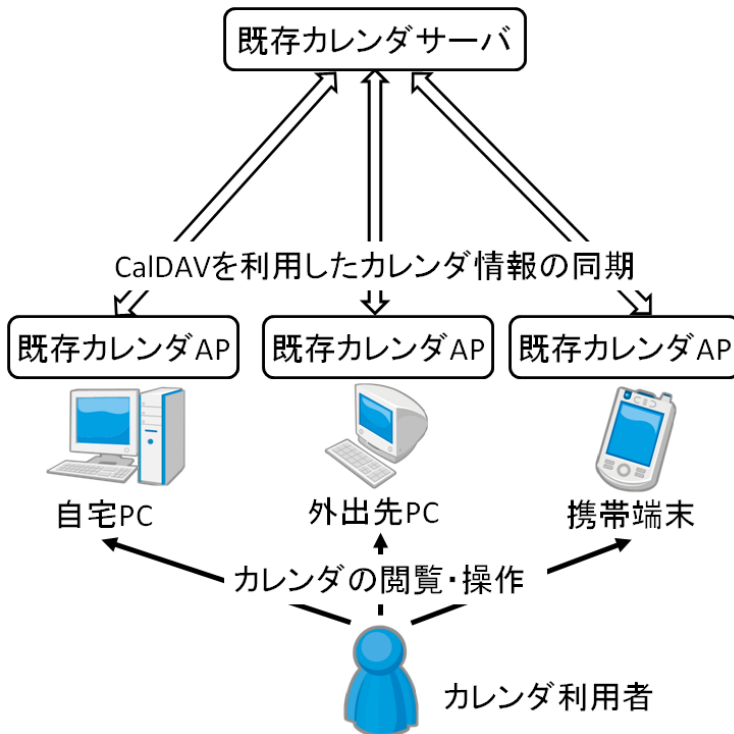 既存カレンダサーバ
CalDAVを利用したカレンダ情報の同期
既存カレンダAP
既存カレンダAP
既存カレンダAP
自宅PC
外出先PC
携帯端末
カレンダの閲覧・操作
カレンダ利用者